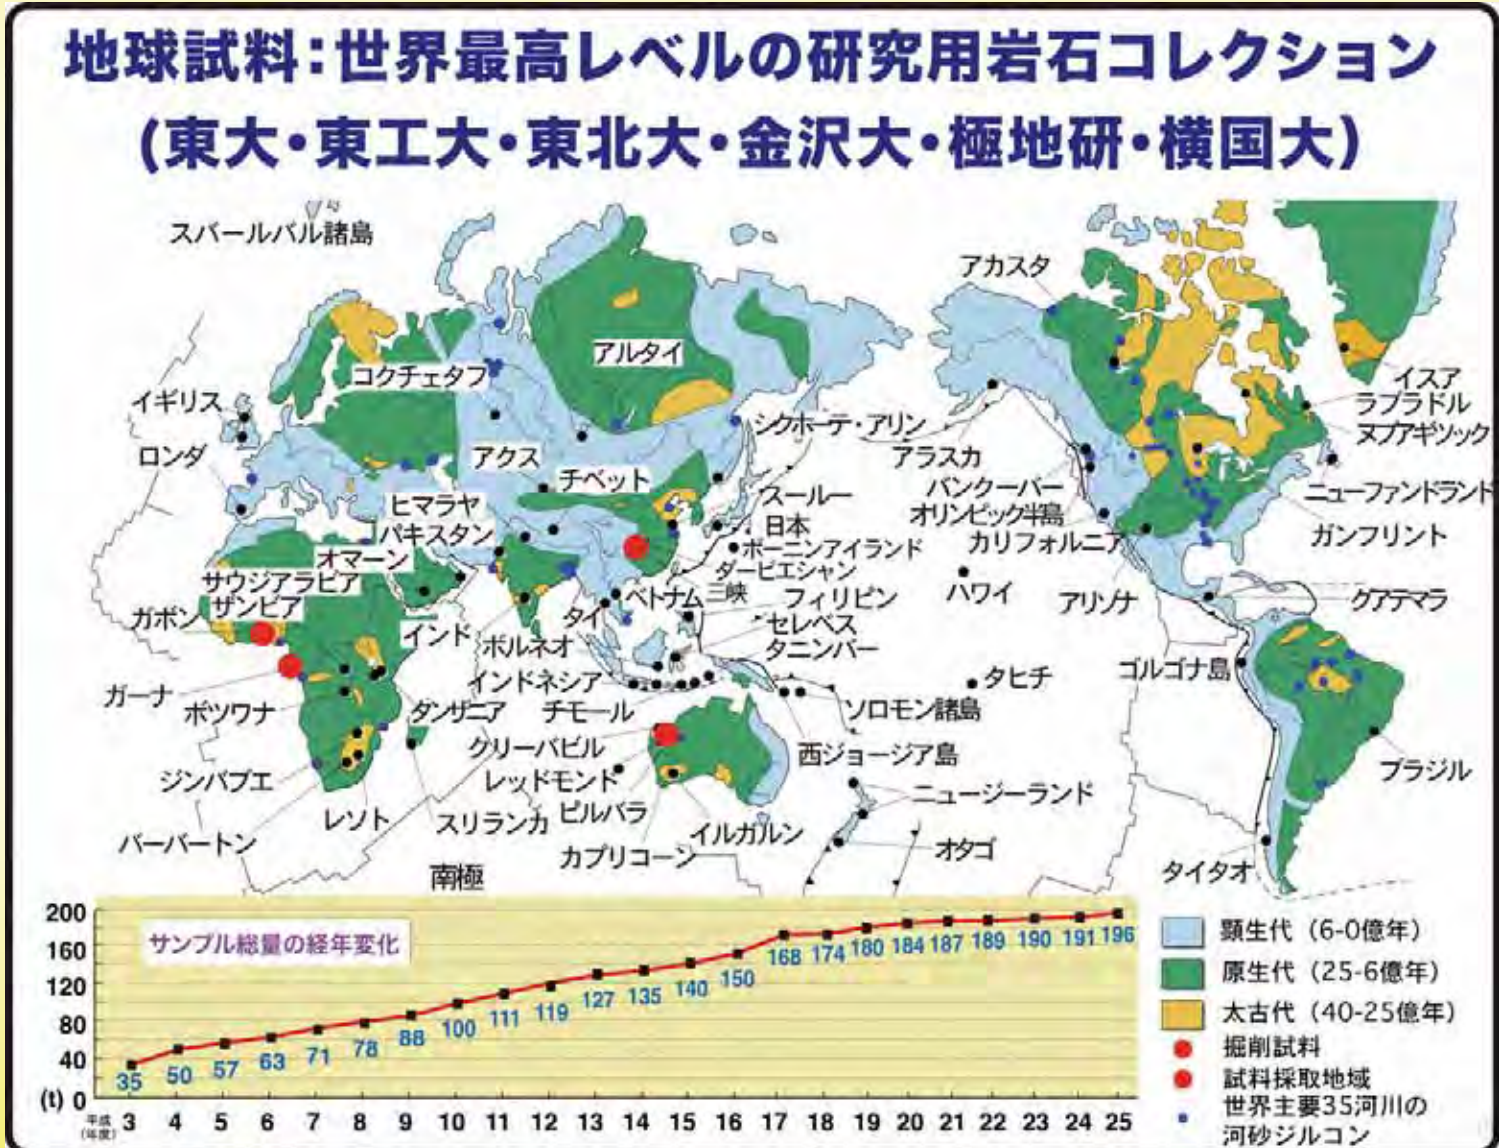 地球試料：世界最高レベルの研究用岩石コレクション
(東大・東工大・東北大・金沢大・極地研・横国大)
スバールバル諸島
アカスタ
アルタイ
コクチェタフ
イギリス
イスア
ラブラドル
ヌブアギソック
シクホーテ・アリン
ロンダ
アクス
アラスカ
チベット
バンクーバー
ニューファンドランド
ヒマラヤ
スールー
オリンピック半島
パキスタン
日本
カリフォルニア
ガンフリント
オマーン
ボーニンアイランド
ダービエシャン
サウジアラビア
三峡
ザンビア
ベトナム
フィリピン
ハワイ
アリゾナ
グアテマラ
ガボン
タイ
セレベス
インド
ボルネオ
タニンバー
ゴルゴナ島
インドネシア
タヒチ
ガーナ
ボツワナ
タンザニア
チモール
ソロモン諸島
クリーバビル
西ジョージア島
ブラジル
ジンバブエ
レッドモンド
ニュージーランド
ピルバラ
レソト
スリランカ
イルガルン
バーバートン
カプリコーン
オタゴ
タイタオ
南極
サンプル総量の経年変化
200
160
120
80
40
(t) 0
35 50 57 63 71 78 88 100 111 119 127 135 140 150 168 174 180 184 187 189 190 191 196
平成
(年度)
3 4 5 6 7 8 9 10 11 12 13 14 15 16 17 18 19 20 21 22 23 24 25
顕生代（6-0億年）
原生代（25-6億年）
太古代（40-25億年）
掘削試料
試料採取地域
世界主要35河川の
河砂ジルコン